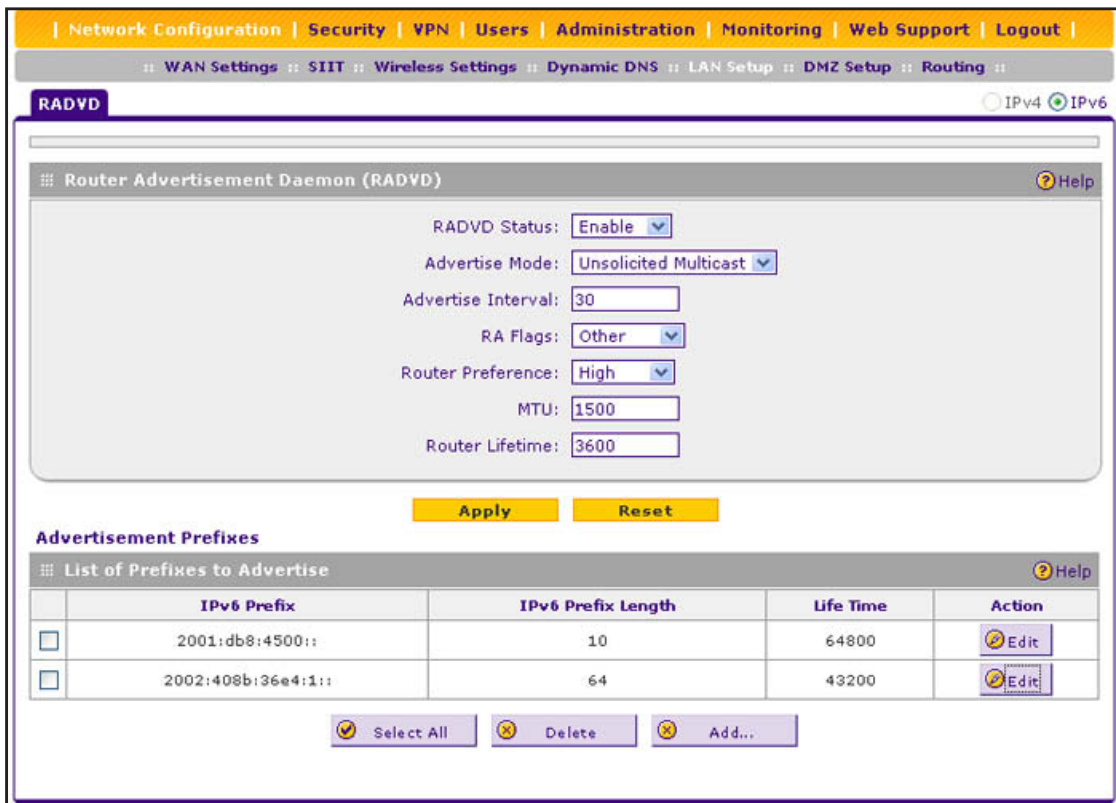 | Network Configuration | Security | VPN | Users | Administration | Monitoring | Web Support | Logout |
:: WAN Settings :: SIIT :: Wireless Settings :: Dynamic DNS :: LAN Setup :: DMZ Setup :: Routing ::
RADVD IPv4 IPv6
Router Advertisement Daemon (RADVD) ? Help
RADVD Status: Enable
Advertise Mode: Unsolicited Multicast
Advertise Interval: 30
RA Flags: Other
Router Preference: High
MTU: 1500
Router Lifetime: 3600
Apply Reset
Advertisement Prefixes
List of Prefixes to Advertise ? Help
IPv6 Prefix IPv6 Prefix Length Life Time Action
2001:db8:4500:: 10 64800 Edit
2002:408b:36e4:1:: 64 43200 Edit
Select All Delete Add...